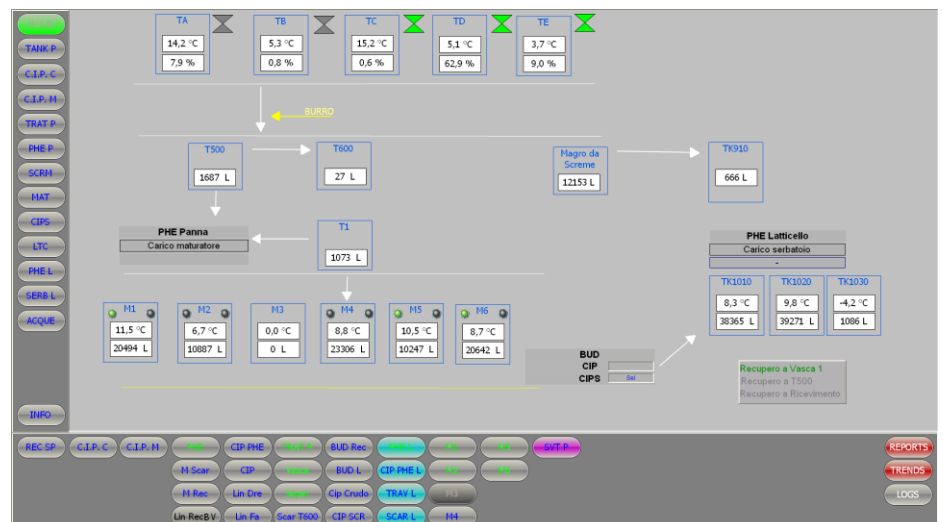 TA
TB
TC
TD
TE
14,2 °C
5,3 °C
15,2 °C
5,1 °C
3,7 °C
7,9 %
0,8 %
0,6 %
62,9 %
9,0 %
TANK P
C.I.P. C
C.I.P. M
TRAT P
PHE P
SCRM
MAT
CIPS
LTC
PHE L
SERB L
ACQUE
INFO
BURRO
T500
1687 L
T600
27 L
Magro da
Screme
12153 L
TK910
666 L
PHE Panna
Carico maturatore
T1
1073 L
PHE Latticello
Carico serbatoio
-
TK1010
TK1020
TK1030
8,3 °C
9,8 °C
-4,2 °C
38365 L
39271 L
1086 L
M1
M2
M3
M4
M5
M6
11,5 °C
6,7 °C
0,0 °C
8,8 °C
10,5 °C
8,7 °C
20494 L
10887 L
0 L
23306 L
10247 L
20642 L
BUD
CIP
CIPS Sel
Recupero a Vasca 1
Recupero a T500
Recupero a Ricevimento
REC SP C.I.P. C C.I.P. M CIP PHE BUD Rec SVT P REPORTS
M Scar CIP BUD L CIP PHE L TRENDS
M Rec Lin Dre Cip Crudo TRAV L M3 LOGS
Lin RecBV Lin Fa Scar T600 CIP SCR SCAR L M4